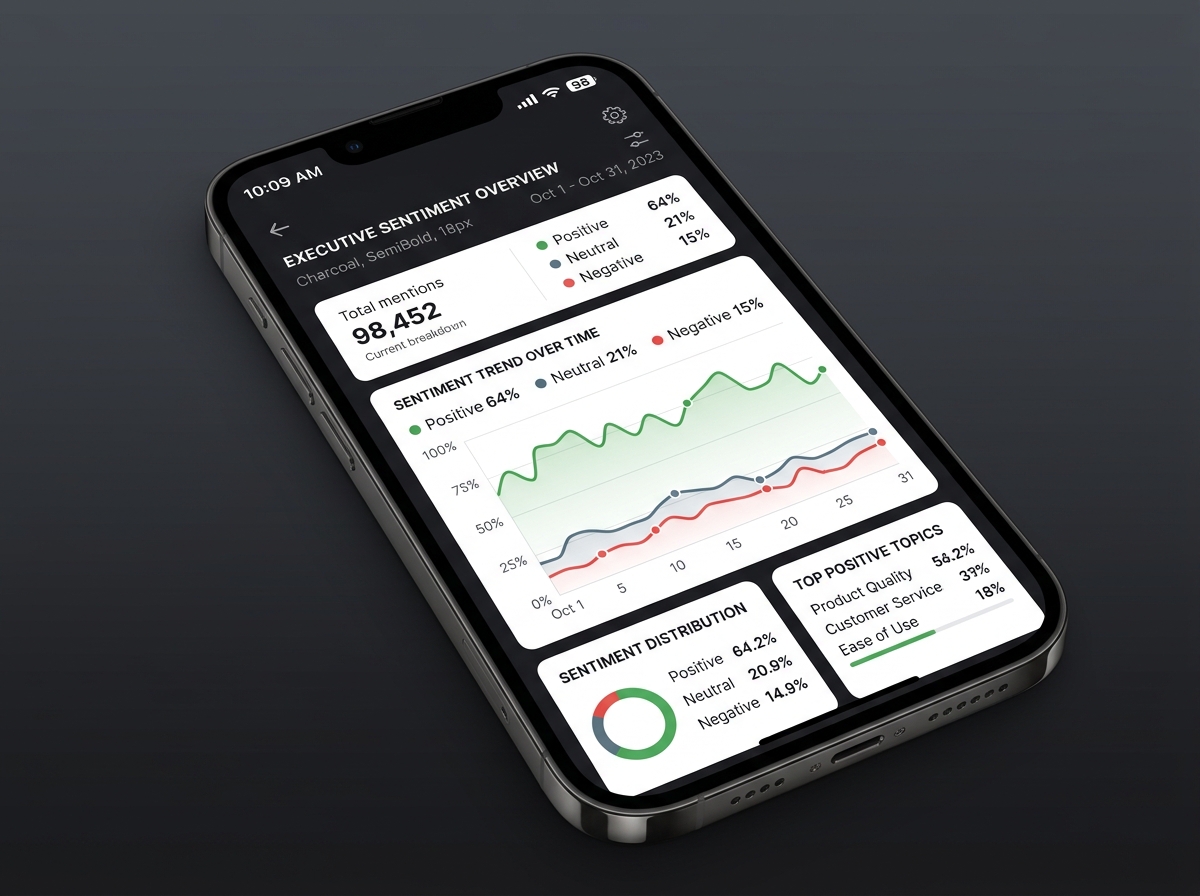 10:09 AM
98
EXECUTIVE SENTIMENT OVERVIEW
Charcoal, SemiBold, 18px
Oct 1 - Oct 31, 2023
Total mentions
98,452
Current breakdown
Positive 64%
Neutral 21%
Negative 15%
SENTIMENT TREND OVER TIME
Positive 64% Neutral 21% Negative 15%
100%
75%
50%
25%
0%
Oct 1 5 10 15 20 25 31
SENTIMENT DISTRIBUTION
Positive 64.2%
Neutral 20.9%
Negative 14.9%
TOP POSITIVE TOPICS
Product Quality
Customer Service
Ease of Use 18%